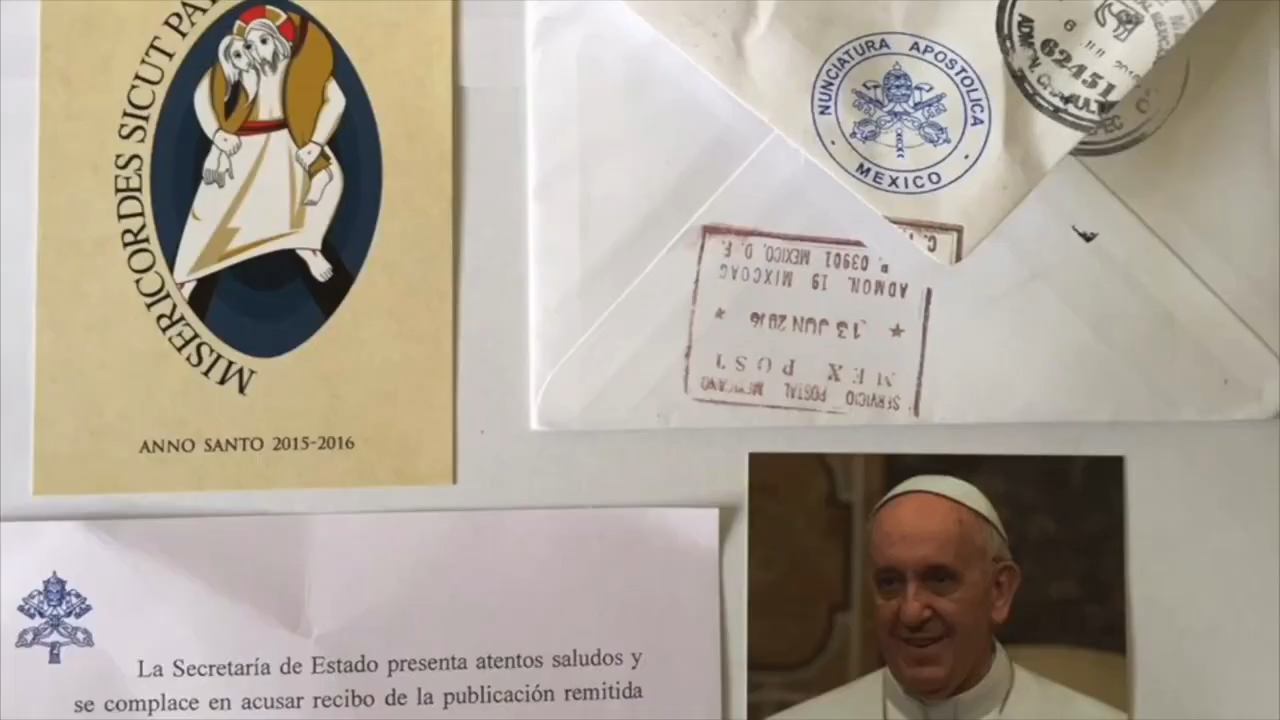 MISERICORDES SICUT PA
ANNO SANTO 2015-2016
NUNCIATURA APOSTOLICA
MEXICO
62451
SERVICIO POSTAL MEXICANO
MEX POST
13 JUN 2016
ADMON. 19 MIXCOAC
P. 03901 MEXICO, D. F.
La Secretaría de Estado presenta atentos saludos y
se complace en acusar recibo de la publicación remitida